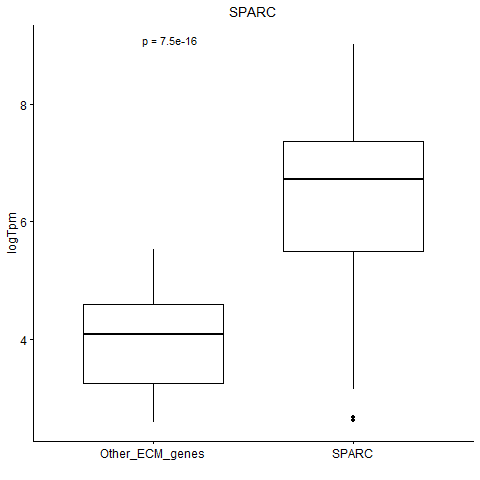 SPARC
p = 7.5e-16
8
6
4
logTpm
Other_ECM_genes
SPARC